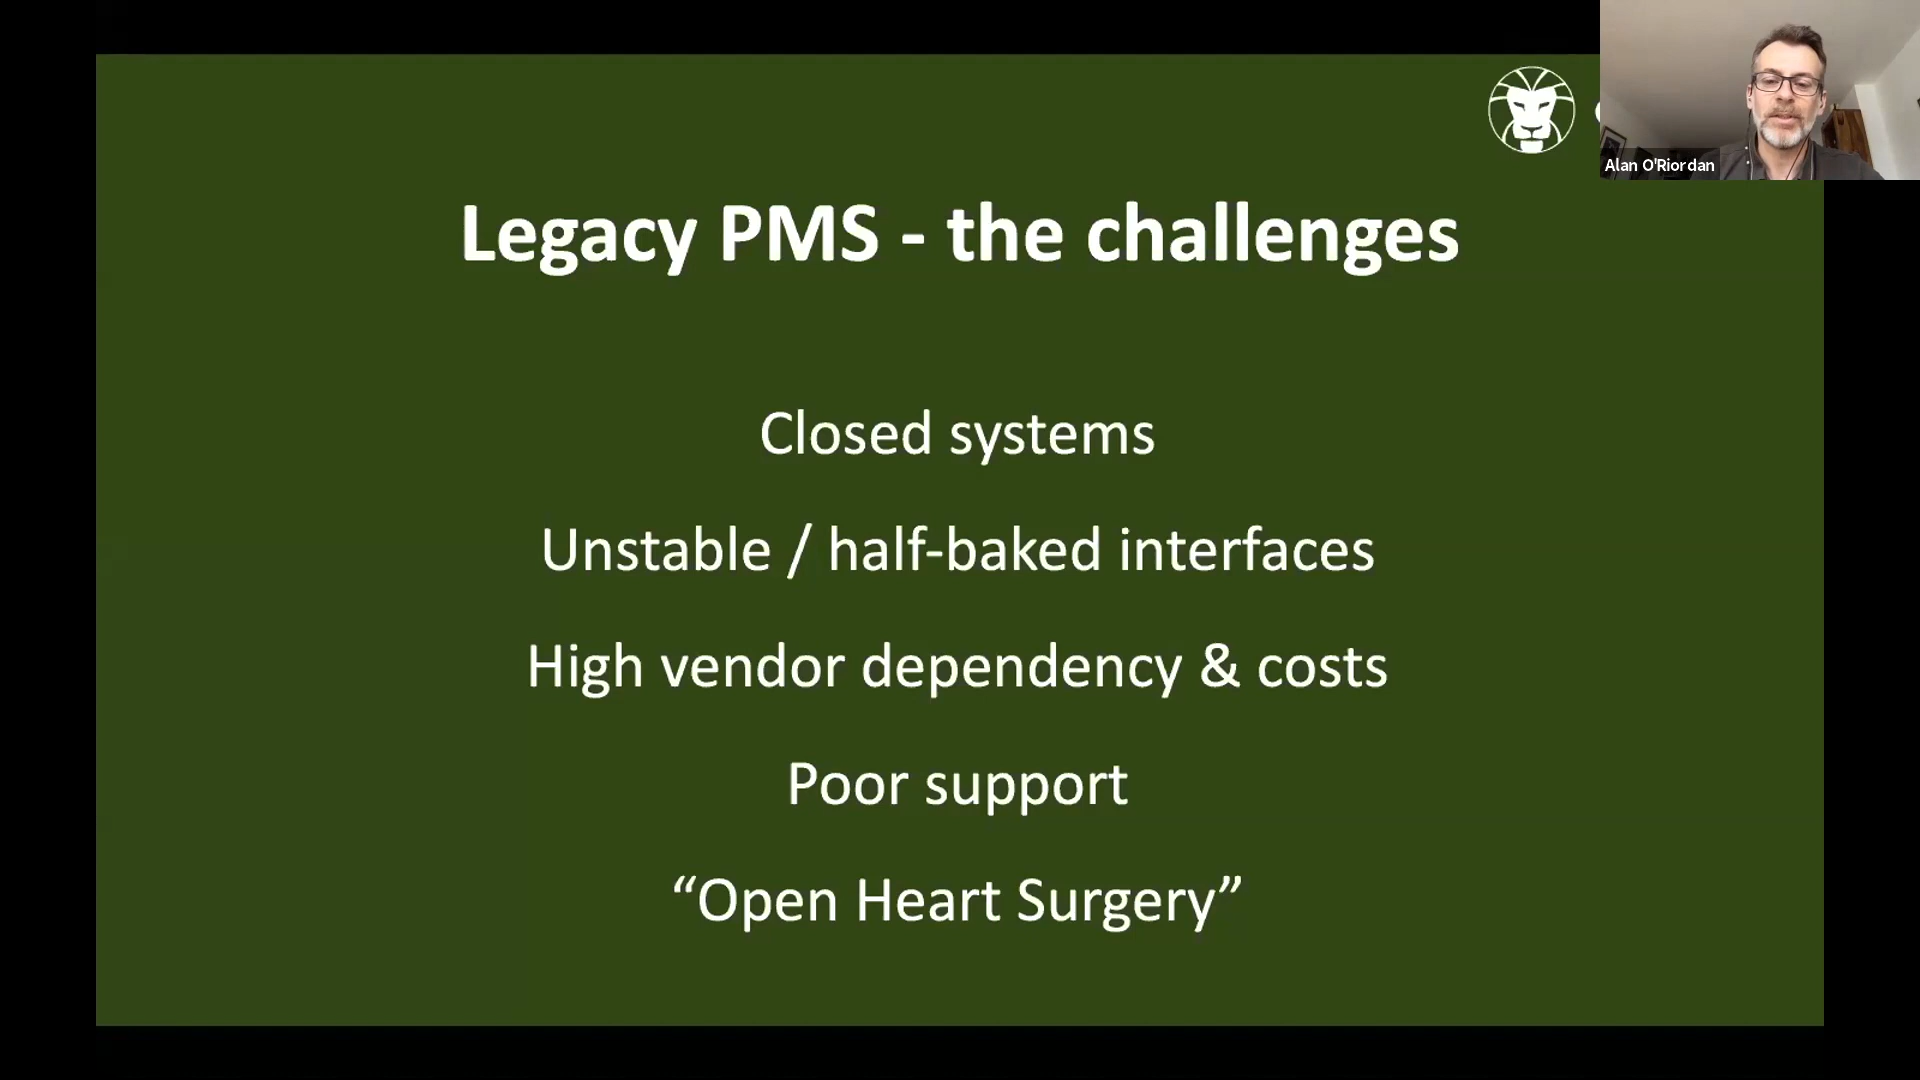 Alan O'Riordan
Legacy PMS - the challenges
Closed systems
Unstable / half-baked interfaces
High vendor dependency & costs
Poor support
“Open Heart Surgery”